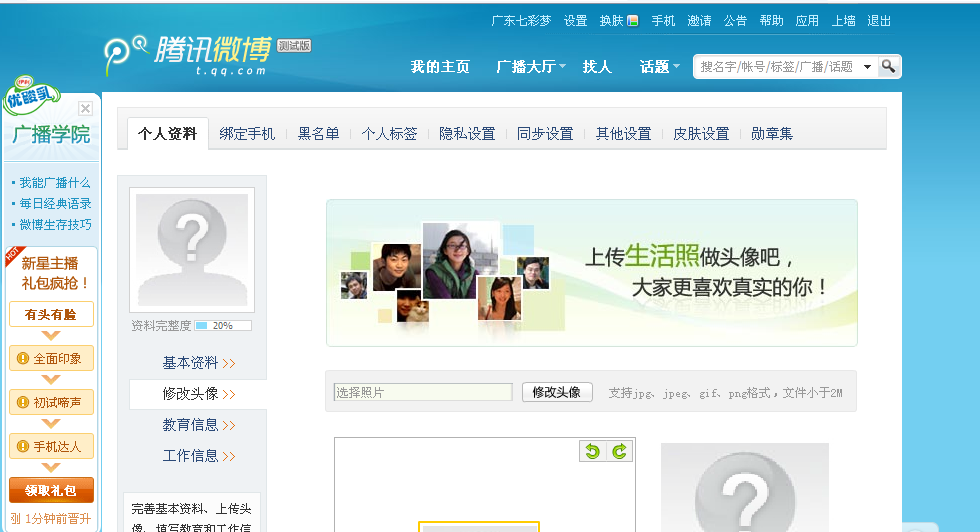 广东七彩梦 设置 换肤 手机 邀请 公告 帮助 应用 上墙 退出
腾讯微博 测试版
t.qq.com
我的主页 广播大厅 找人 话题 搜名字/帐号/标签/广播/话题
优酸乳
广播学院
我能广播什么
每日经典语录
微博生存技巧
HOT
新星主播
礼包疯抢！
有头有脸
全面印象
初试啼声
手机达人
领取礼包
1分钟前晋升
个人资料 绑定手机 黑名单 个人标签 隐私设置 同步设置 其他设置 皮肤设置 勋章集
资料完整度 20%
基本资料 >>
修改头像 >>
教育信息 >>
工作信息 >>
完善基本资料、上传头
像、填写教育和工作信
上传生活照做头像吧，
大家更喜欢真实的你！
选择照片 修改头像 支持jpg、jpeg、gif、png格式，文件小于2M